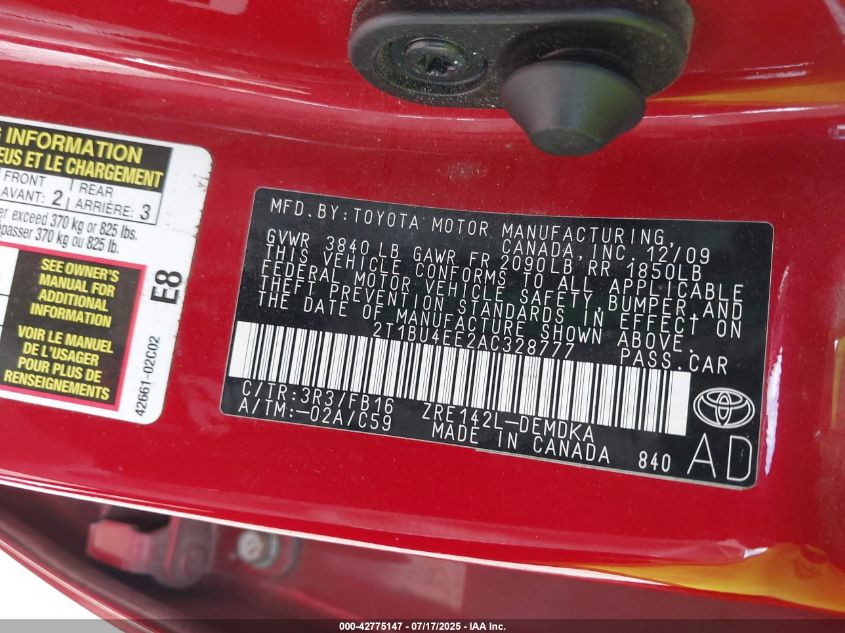 G INFORMATION
EUS ET LE CHARGEMENT
FRONT
AVANT: 2
REAR
ARRIÈRE: 3
er exceed 370 kg or 825 lbs.
passer 370 kg ou 825 lb.
SEE OWNER'S
MANUAL FOR
ADDITIONAL
INFORMATION
VOIR LE MANUEL
DE L'USAGER
POUR PLUS DE
RENSEIGNEMENTS
E8
42661-02C02
MFD.BY:TOYOTA MOTOR MANUFACTURING,
CANADA,INC. 12/09
GVWR 3840LB GAWR FR 2090LB,RR 1850LB
THIS VEHICLE CONFORMS TO ALL APPLICABLE
FEDERAL MOTOR VEHICLE SAFETY,BUMPER,AND
THEFT PREVENTION STANDARDS IN EFFECT ON
THE DATE OF MANUFACTURE SHOWN ABOVE.
2T1BU4EE2AC328777 PASS.CAR
C/TR:3R3/FB16 ZRE142L-DEMDKA
A/TM:-02A/C59 MADE IN CANADA 840
AD
000-42775147 - 07/17/2025 - IAA Inc.